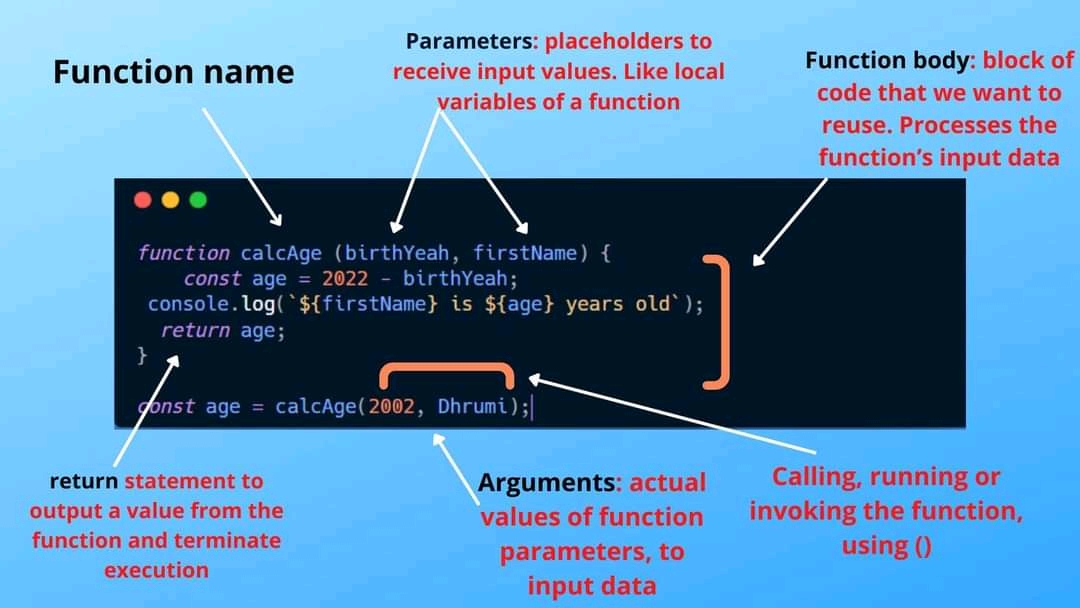 Function name
Parameters: placeholders to
receive input values. Like local
variables of a function
Function body: block of
code that we want to
reuse. Processes the
function’s input data
function calcAge (birthYeah, firstName) {
const age = 2022 - birthYeah;
console.log(`${firstName} is ${age} years old`);
return age;
}
const age = calcAge(2002, Dhrumi);
return statement to
output a value from the
function and terminate
execution
Arguments: actual
values of function
parameters, to
input data
Calling, running or
invoking the function,
using ()